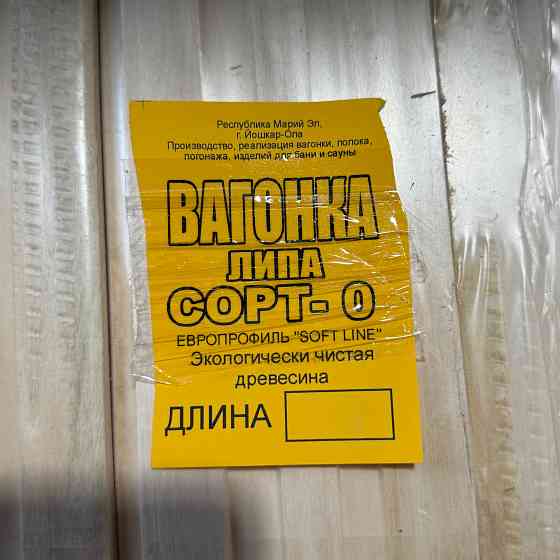 Республика Марий Эл,
г. Йошкар-Ола
Производство, реализация вагонки, полока,
погонажа, изделий для бани и сауны
ВАГОНКА
ЛИПА
СОРТ- 0
ЕВРОПРОФИЛЬ "SOFT LINE"
Экологически чистая
древесина
ДЛИНА